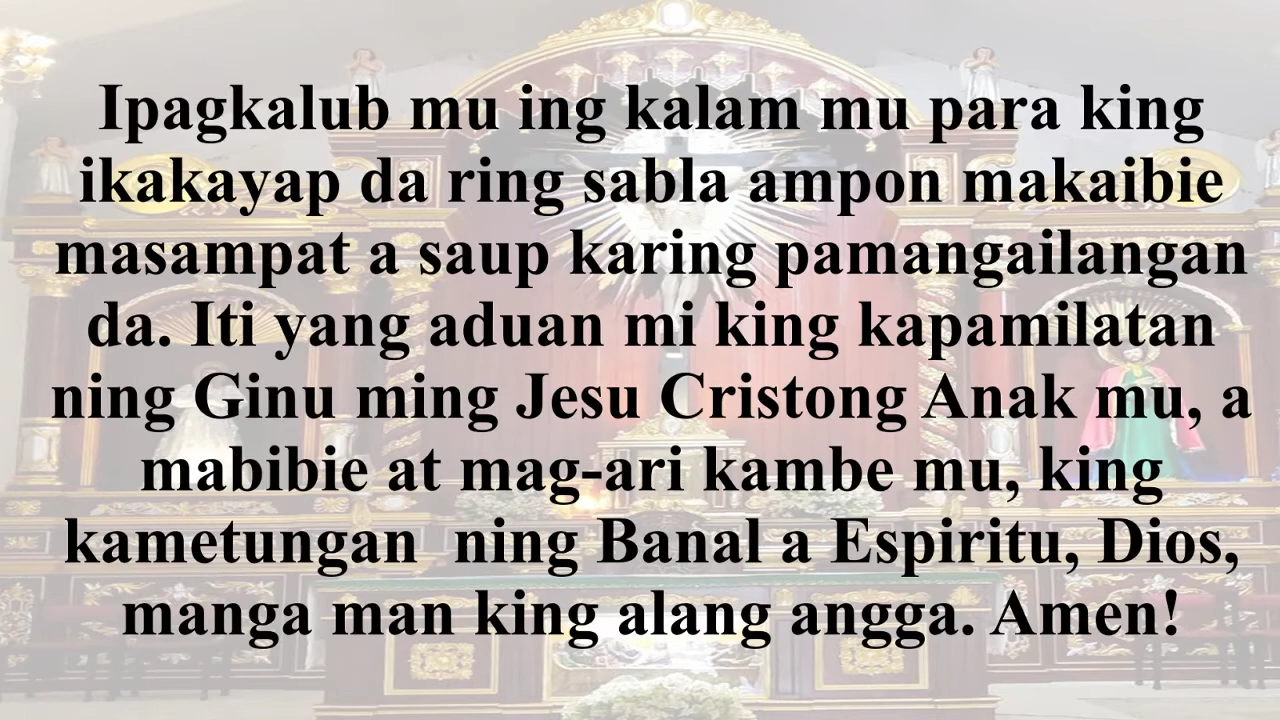 Ipagkalub mu ing kalam mu para king
ikakayap da ring sabla ampon makaibie
masampat a saup karing pamangailangan
da. Iti yang aduan mi king kapamilatan
ning Ginu ming Jesu Cristong Anak mu, a
mabibie at mag-ari kambe mu, king
kametungan  ning Banal a Espiritu, Dios,
manga man king alang angga. Amen!